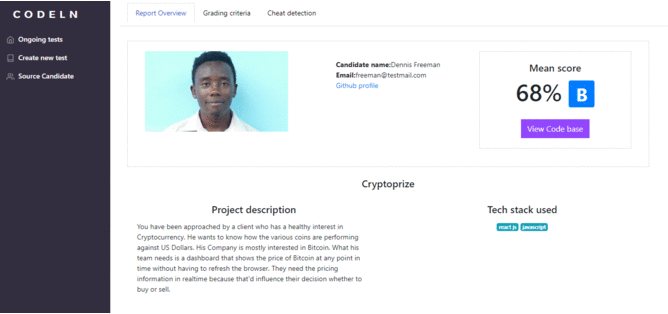 CODELN
Ongoing tests
Create new test
Source Candidate
Report Overview
Grading criteria
Cheat detection
Candidate name:Dennis Freeman
Email:freeman@testmail.com
Github profile
Mean score
68% B
View Code base
Cryptoprize
Project description
You have been approached by a client who has a healthy interest in
Cryptocurrency. He wants to know how the various coins are performing
against US Dollars. His Company is mostly interested in Bitcoin. What his
team needs is a dashboard that shows the price of Bitcoin at any point in
time without having to refresh the browser. They need the pricing
information in realtime because that'd influence their decision whether to
buy or sell.
Tech stack used
react js javascript